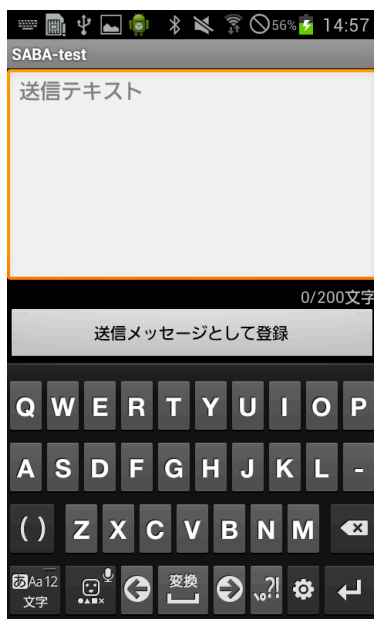 56% 14:57
SABA-test
送信テキスト
0/200文字
送信メッセージとして登録
Q W E R T Y U I O P
A S D F G H J K L -
( ) Z X C V B N M
あAa12 変換 、。?!
文字